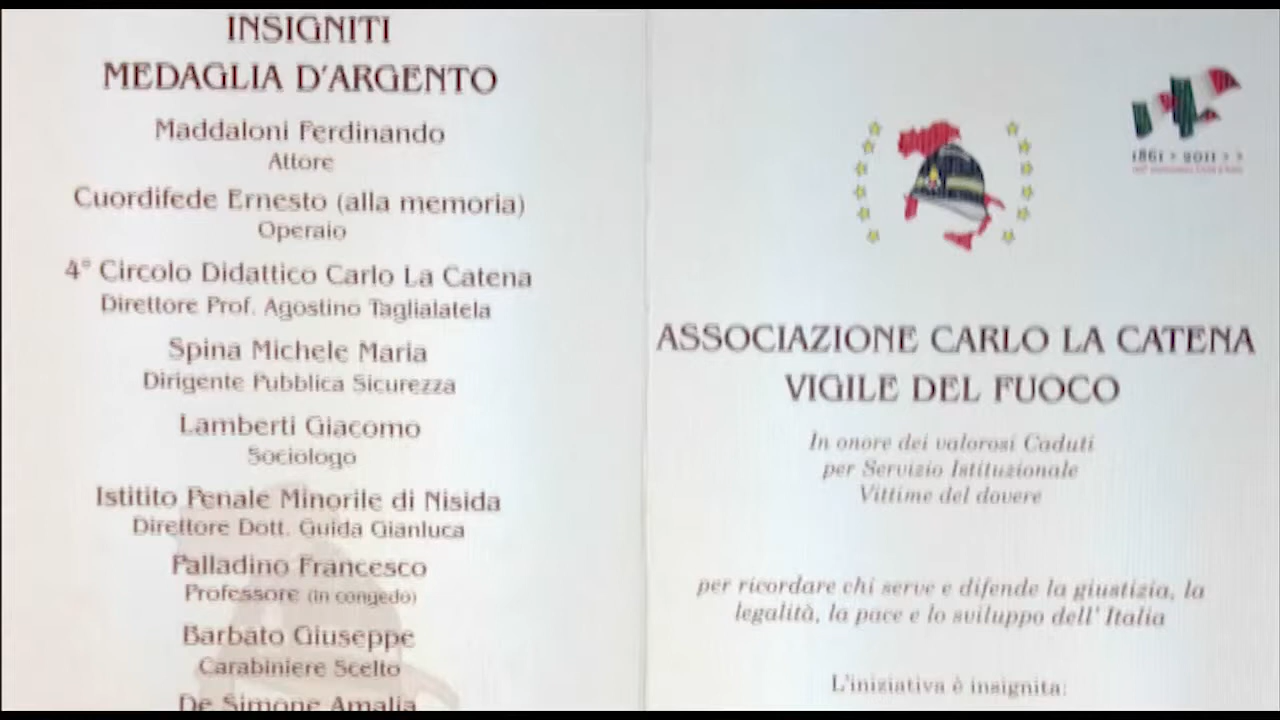 INSIGNITI
MEDAGLIA D'ARGENTO
Maddaloni Ferdinando
Attore
Cuordifede Ernesto (alla memoria)
Operaio
4° Circolo Didattico Carlo La Catena
Direttore Prof. Agostino Taglialatela
Spina Michele Maria
Dirigente Pubblica Sicurezza
Lamberti Giacomo
Sociologo
Istitito Penale Minorile di Nisida
Direttore Dott. Guida Gianluca
Palladino Francesco
Professore (in congedo)
Barbato Giuseppe
Carabiniere Scelto
De Simone Amalia
1861 > 2011 > >
ASSOCIAZIONE CARLO LA CATENA
VIGILE DEL FUOCO
In onore dei valorosi Caduti
per Servizio Istituzionale
Vittime del dovere
per ricordare chi serve e difende la giustizia, la
legalità, la pace e lo sviluppo dell' Italia
L'iniziativa è insignita: